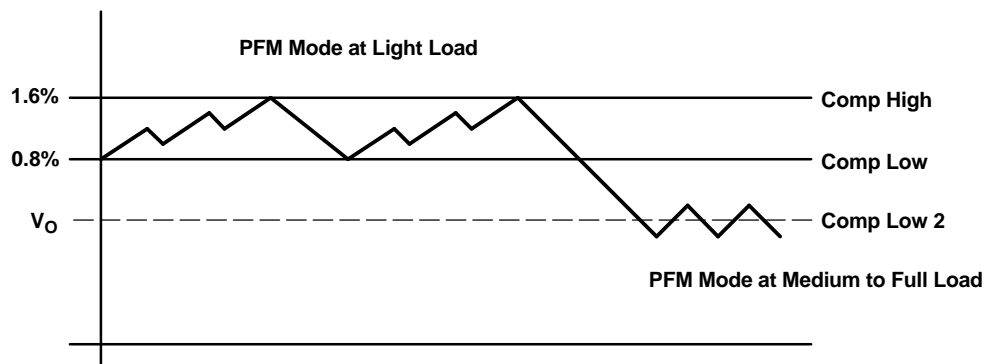 PFM Mode at Light Load
1.6%
Comp High
0.8%
Comp Low
VO
Comp Low 2
PFM Mode at Medium to Full Load